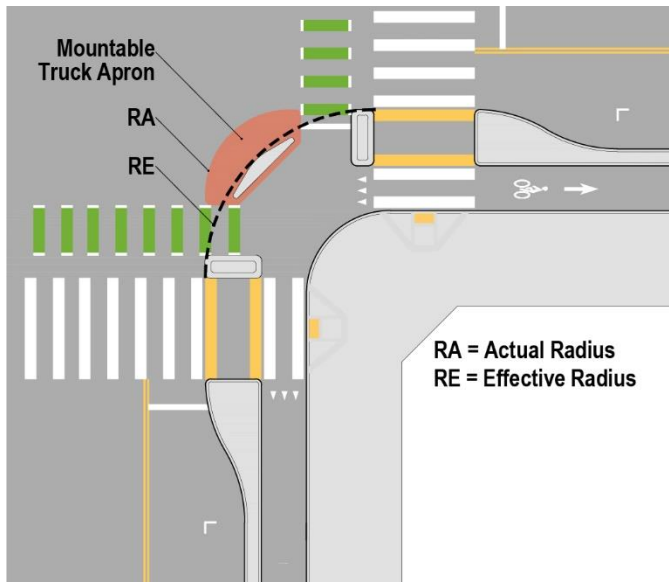 Mountable
Truck Apron
RA
RE
RA = Actual Radius
RE = Effective Radius